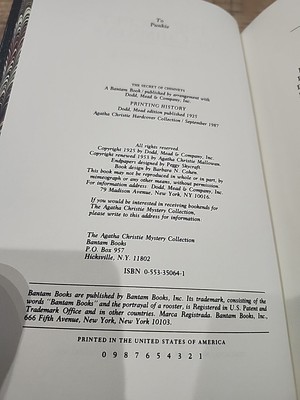 To
Punkie
THE SECRET OF CHIMNEYS
A Bantam Book / published by arrangement with
Dodd, Mead & Company, Inc.
PRINTING HISTORY
Dodd, Mead edition published 1925
Agatha Christie Hardcover Collection / September 1987
All rights reserved.
Copyright 1925 by Dodd, Mead & Company, Inc.
Copyright renewed 1953 by Agatha Christie Mallowan.
Endpapers designed by Peggy Skycraft.
Book design by Barbara N. Cohen.
This book may not be reproduced in whole or in part, by
mimeograph or any other means, without permission.
For information address: Dodd, Mead & Company, Inc.
79 Madison Avenue, New York, NY 10016.
If you would be interested in receiving bookends for
The Agatha Christie Mystery Collection,
please write to this address for information
The Agatha Christie Mystery Collection
Bantam Books
P.O. Box 957
Hicksville, N.Y. 11802
ISBN 0-553-35064-1
Bantam Books are published by Bantam Books, Inc. Its trademark, consisting of the
words "Bantam Books" and the portrayal of a rooster, is Registered in U.S. Patent and
Trademark Office and in other countries. Marca Registrada. Bantam Books, Inc.,
666 Fifth Avenue, New York, New York 10103.
PRINTED IN THE UNITED STATES OF AMERICA
0 9 8 7 6 5 4 3 2 1